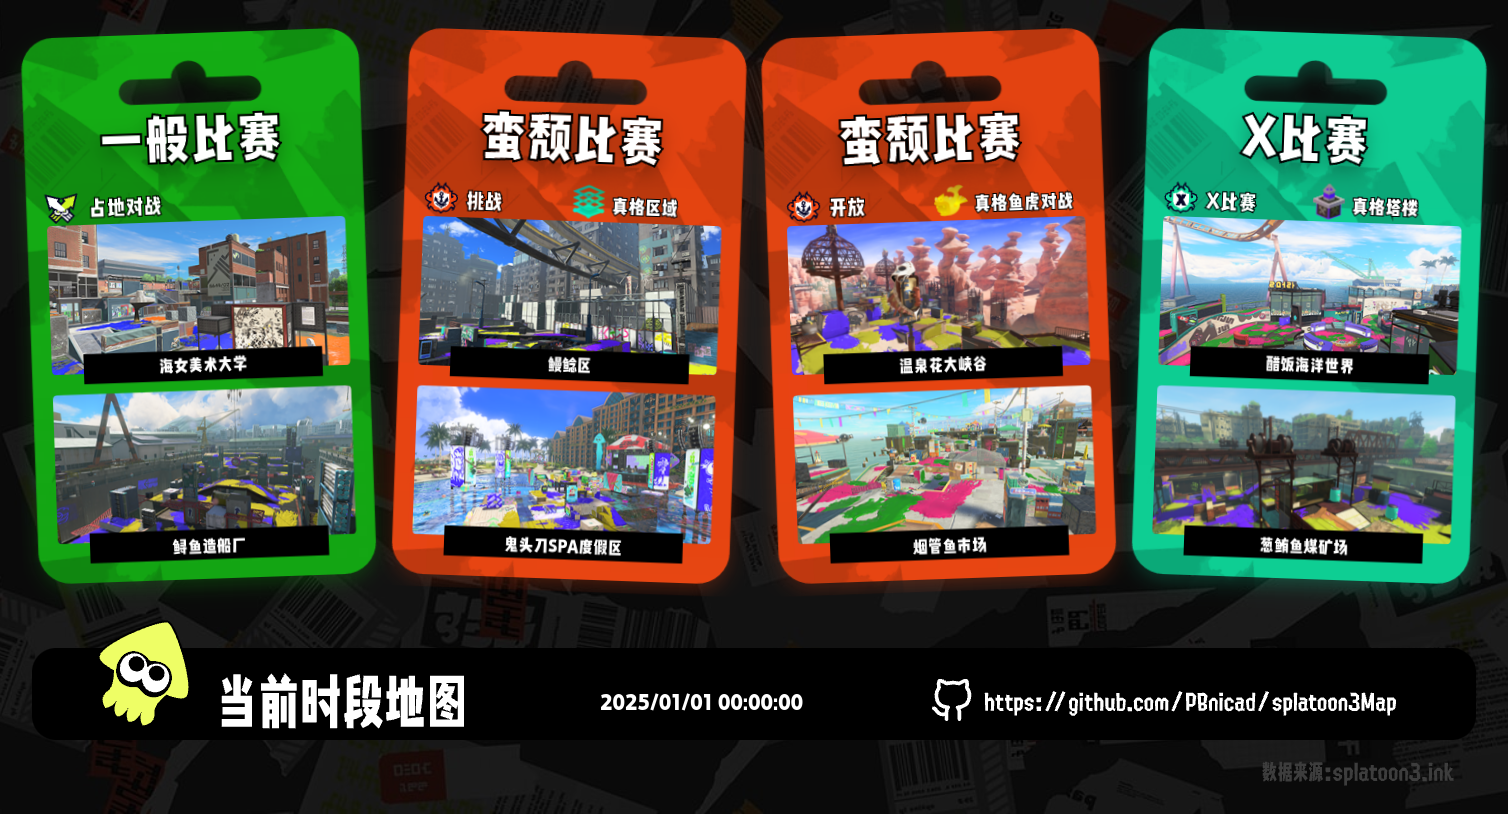 一般比赛
占地对战
海女美术大学
鲟鱼造船厂
蛮颓比赛
挑战
真格区域
鳗鲶区
鬼头刀SPA度假区
蛮颓比赛
开放
真格鱼虎对战
温泉花大峡谷
烟管鱼市场
X比赛
X比赛
真格塔楼
醋饭海洋世界
葱鲔鱼煤矿场
当前时段地图
2025/01/01 00:00:00
https://github.com/PBnicad/splatoon3Map
数据来源:splatoon3.ink